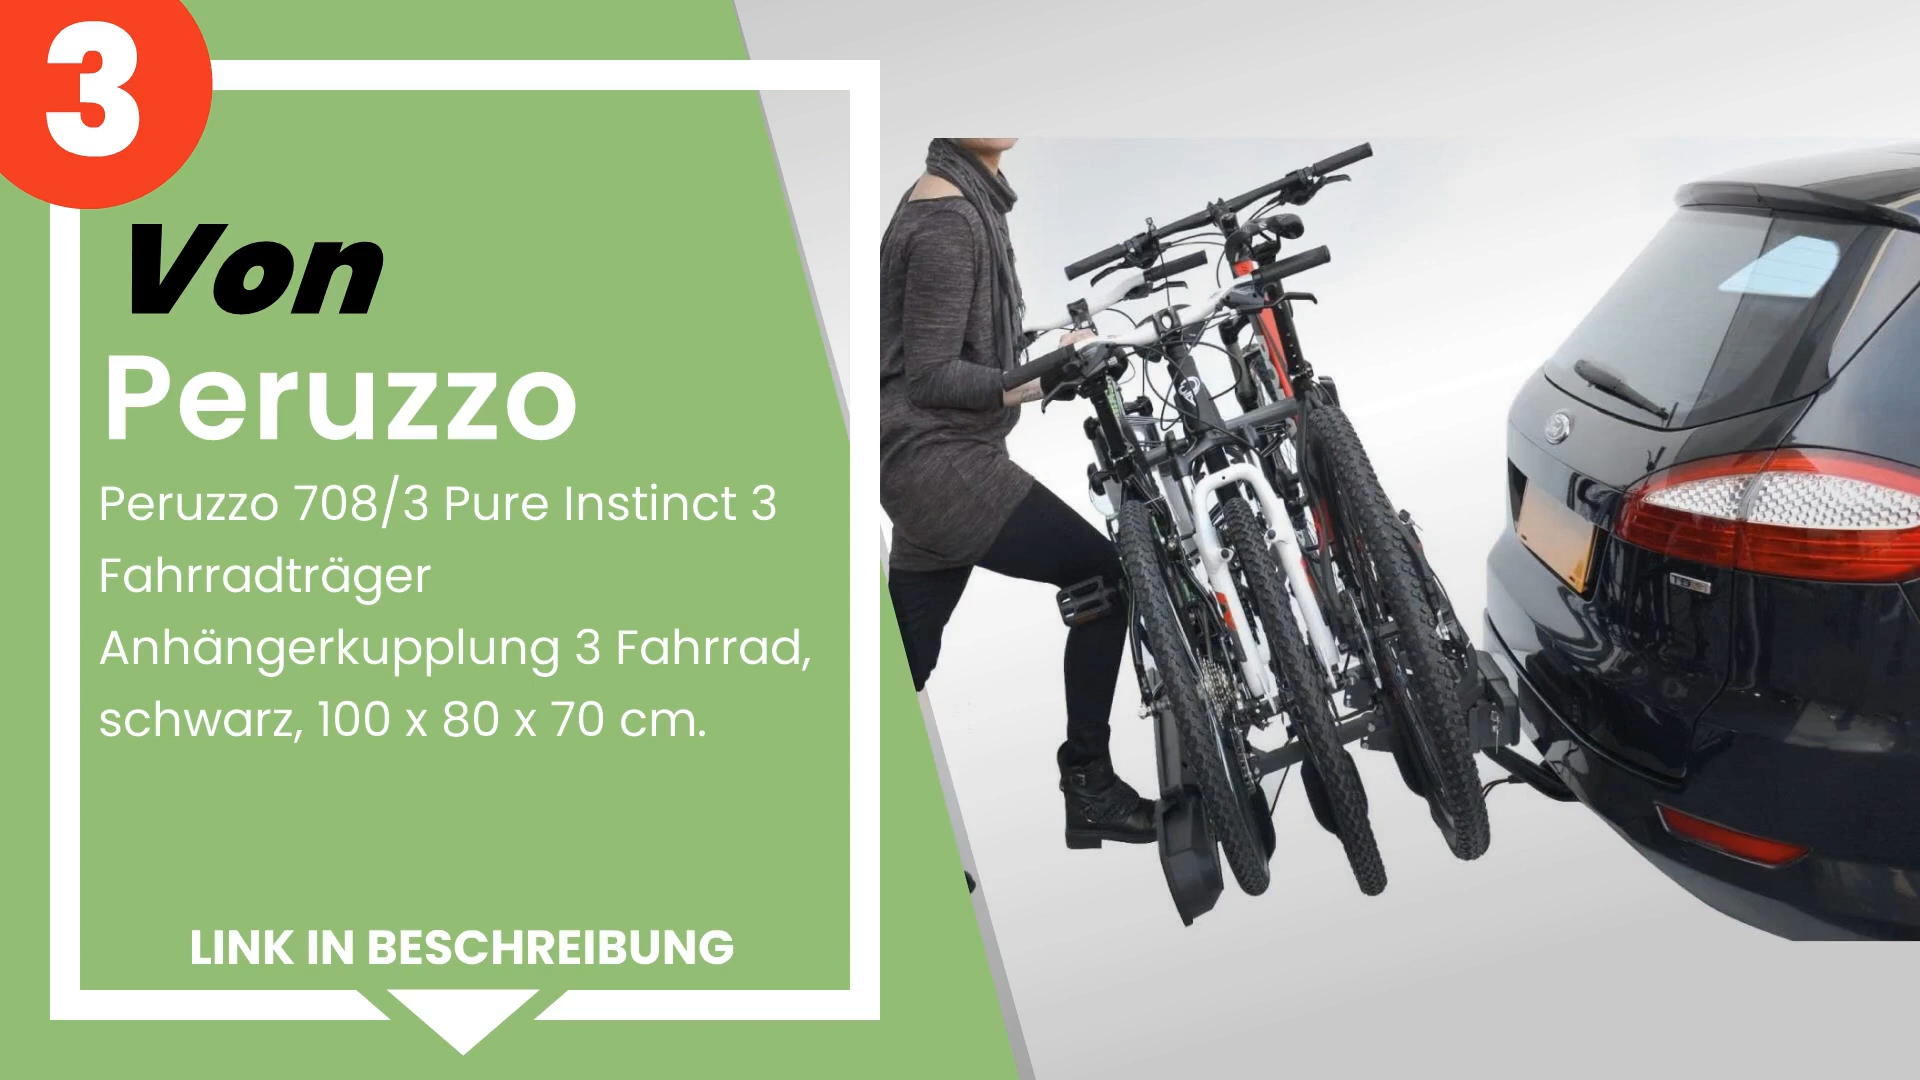 3
Von
Peruzzo
Peruzzo 708/3 Pure Instinct 3
Fahrradträger
Anhängerkupplung 3 Fahrrad,
schwarz, 100 x 80 x 70 cm.
LINK IN BESCHREIBUNG